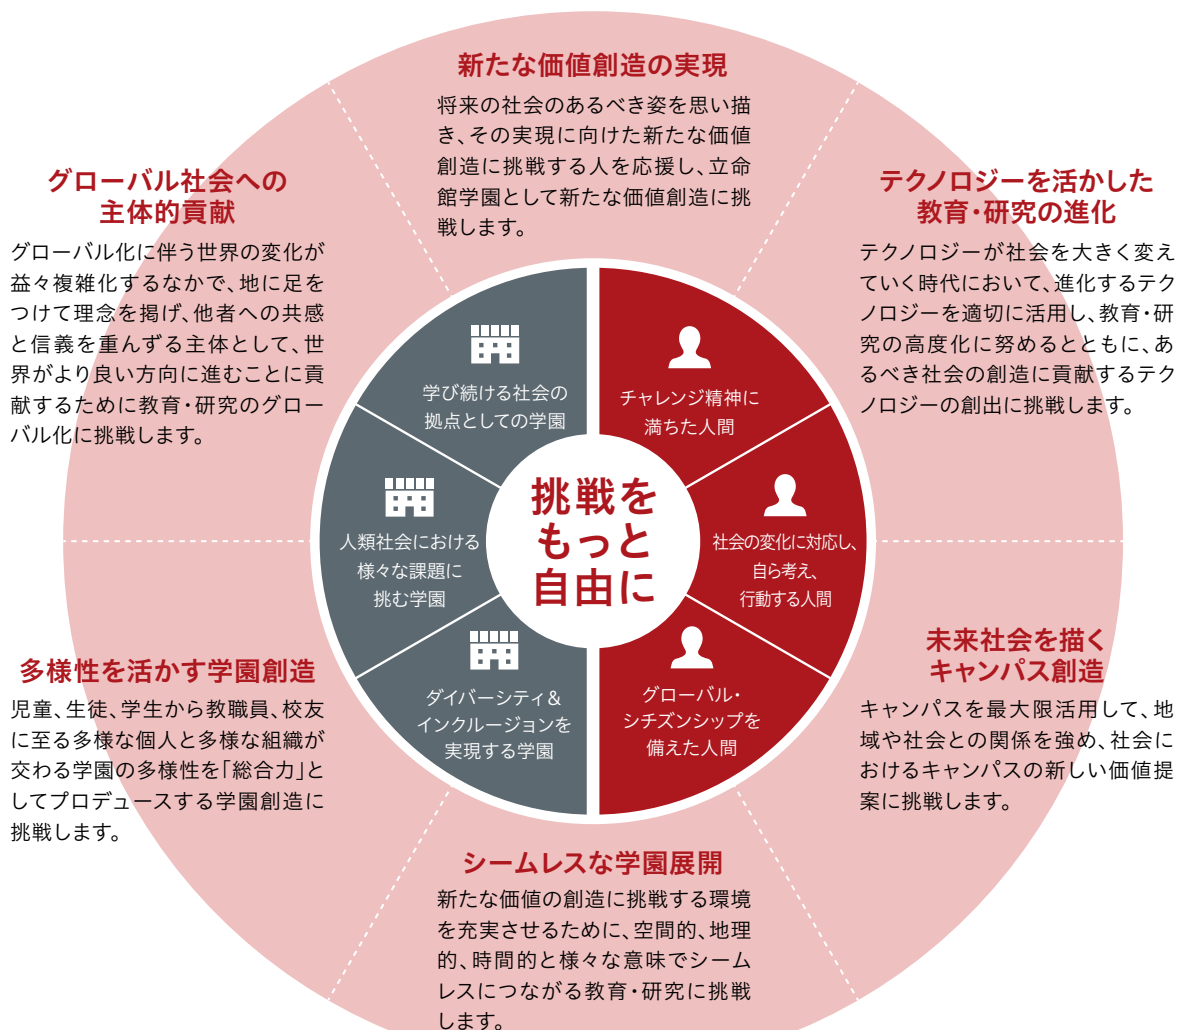 新たな価値創造の実現
将来の社会のあるべき姿を思い描
き、その実現に向けた新たな価値
創造に挑戦する人を応援し、立命
館学園として新たな価値創造に挑
戦します。
グローバル社会への
主体的貢献
グローバル化に伴う世界の変化が
益々複雑化するなかで、地に足を
つけて理念を掲げ、他者への共感
と信義を重んずる主体として、世
界がより良い方向に進むことに貢
献するために教育・研究のグロー
バル化に挑戦します。
テクノロジーを活かした
教育・研究の進化
テクノロジーが社会を大きく変え
ていく時代において、進化するテク
ノロジーを適切に活用し、教育・研
究の高度化に努めるとともに、あ
るべき社会の創造に貢献するテク
ノロジーの創出に挑戦します。
学び続ける社会の
拠点としての学園
チャレンジ精神に
満ちた人間
挑戦を
もっと
自由に
人類社会における
様々な課題に
挑む学園
社会の変化に対応し、
自ら考え、
行動する人間
ダイバーシティ&
インクルージョンを
実現する学園
グローバル・
シチズンシップを
備えた人間
多様性を活かす学園創造
児童、生徒、学生から教職員、校友
に至る多様な個人と多様な組織が
交わる学園の多様性を「総合力」と
してプロデュースする学園創造に
挑戦します。
未来社会を描く
キャンパス創造
キャンパスを最大限活用して、地
域や社会との関係を強め、社会に
おけるキャンパスの新しい価値提
案に挑戦します。
シームレスな学園展開
新たな価値の創造に挑戦する環境
を充実させるために、空間的、地理
的、時間的と様々な意味でシーム
レスにつながる教育・研究に挑戦
します。